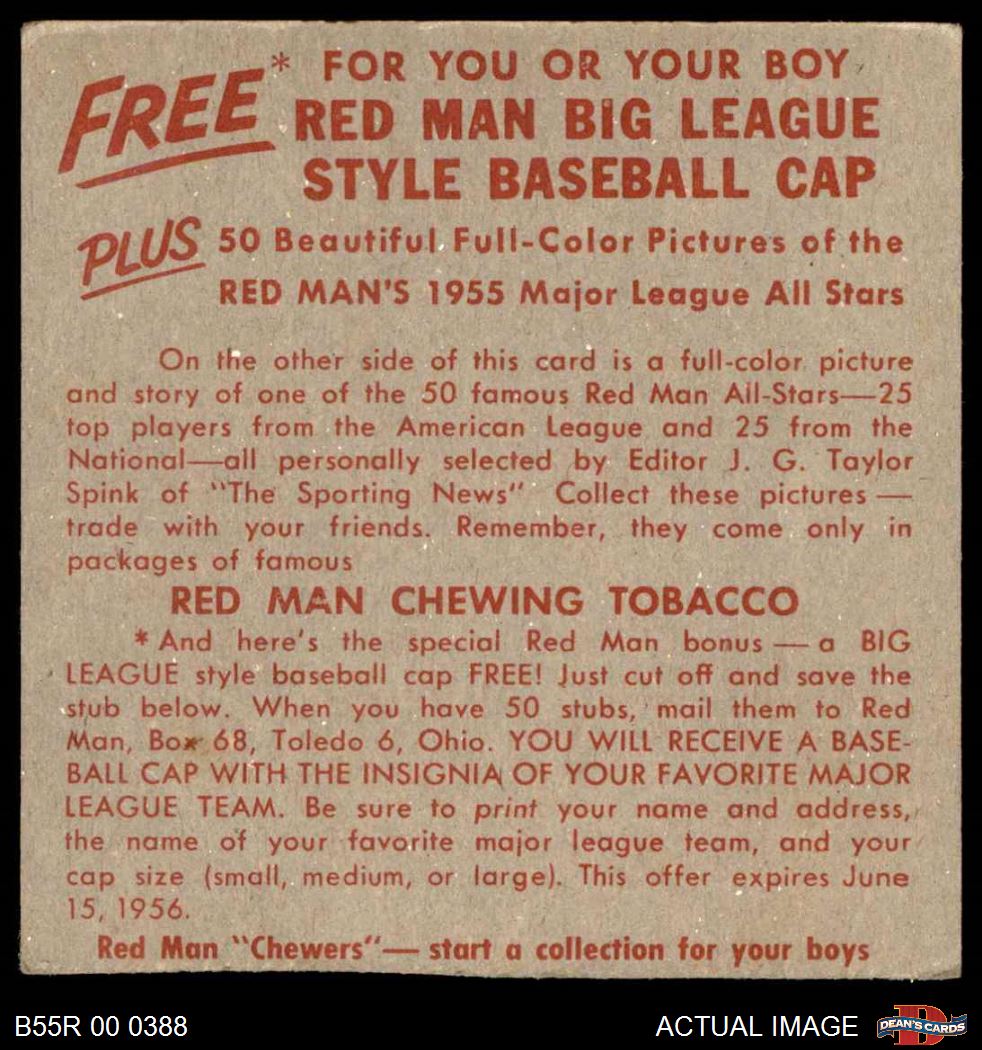 FREE* FOR YOU OR YOUR BOY
RED MAN BIG LEAGUE
STYLE BASEBALL CAP
PLUS 50 Beautiful Full-Color Pictures of the
RED MAN'S 1955 Major League All Stars
On the other side of this card is a full-color picture
and story of one of the 50 famous Red Man All-Stars—25
top players from the American League and 25 from the
National—all personally selected by Editor J. G. Taylor
Spink of "The Sporting News" Collect these pictures —
trade with your friends. Remember, they come only in
packages of famous
RED MAN CHEWING TOBACCO
* And here's the special Red Man bonus — a BIG
LEAGUE style baseball cap FREE! Just cut off and save the
stub below. When you have 50 stubs, mail them to Red
Man, Box 68, Toledo 6, Ohio. YOU WILL RECEIVE A BASE-
BALL CAP WITH THE INSIGNIA OF YOUR FAVORITE MAJOR
LEAGUE TEAM. Be sure to print your name and address,
the name of your favorite major league team, and your
cap size (small, medium, or large). This offer expires June
15, 1956.
Red Man "Chewers"— start a collection for your boys
B55R 00 0388
ACTUAL IMAGE
D
DEAN'S CARDS